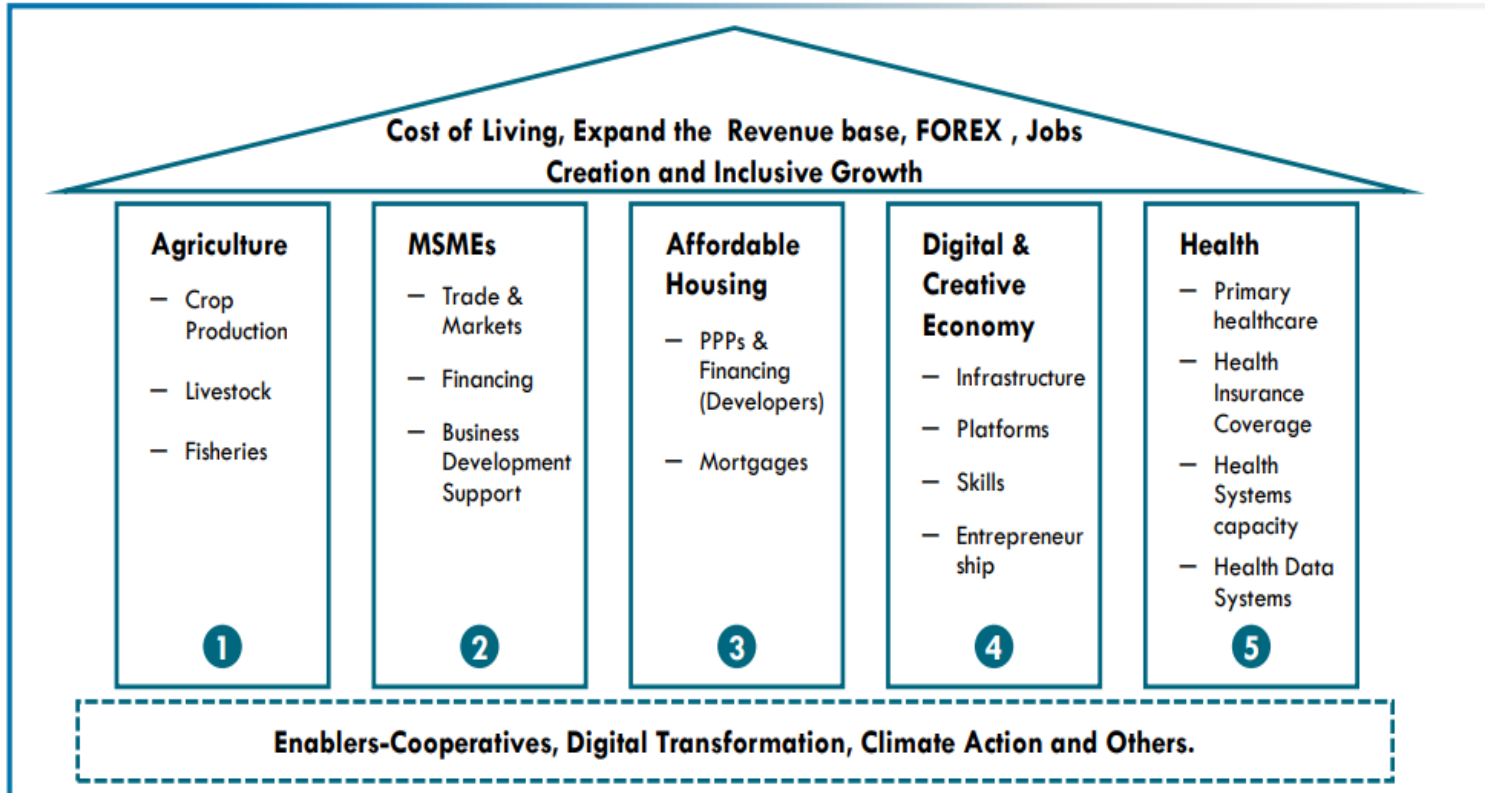 Cost of Living, Expand the Revenue base, FOREX , Jobs
Creation and Inclusive Growth
Agriculture
– Crop
Production
– Livestock
– Fisheries
1
MSMEs
– Trade &
Markets
– Financing
– Business
Development
Support
2
Affordable
Housing
– PPPs &
Financing
(Developers)
– Mortgages
3
Digital &
Creative
Economy
– Infrastructure
– Platforms
– Skills
– Entrepreneur
ship
4
Health
– Primary
healthcare
– Health
Insurance
Coverage
– Health
Systems
capacity
– Health Data
Systems
5
Enablers-Cooperatives, Digital Transformation, Climate Action and Others.